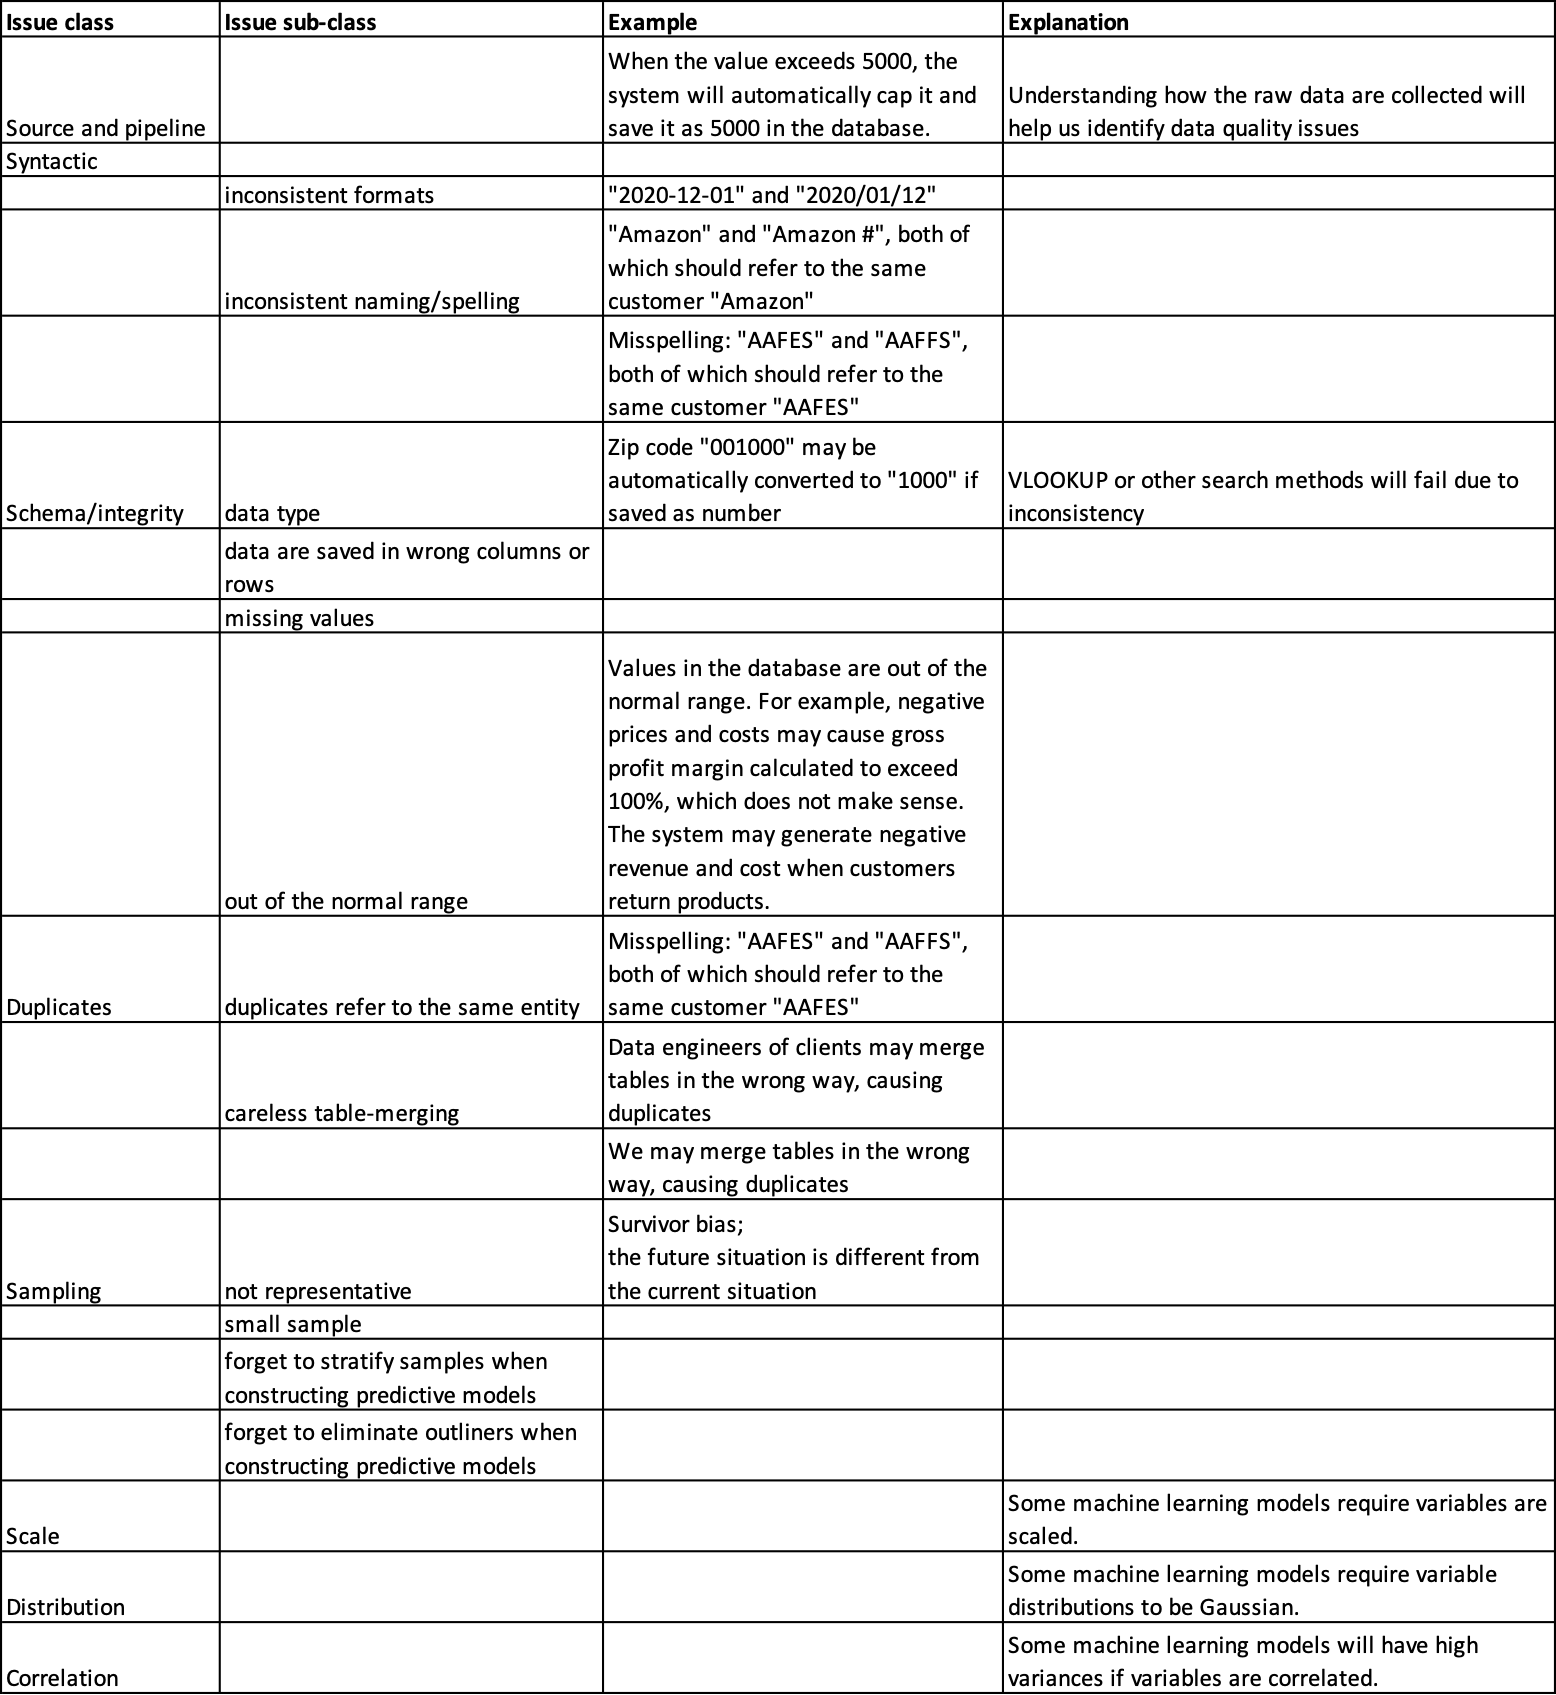 Issue class Issue sub-class Example Explanation
When the value exceeds 5000, the
system will automatically cap it and
save it as 5000 in the database.
Source and pipeline
Understanding how the raw data are collected will
help us identify data quality issues
Syntactic
inconsistent formats "2020-12-01" and "2020/01/12"
inconsistent naming/spelling
"Amazon" and "Amazon #", both of
which should refer to the same
customer "Amazon"
Misspelling: "AAFES" and "AAFFS",
both of which should refer to the
same customer "AAFES"
Schema/integrity
data type
Zip code "001000" may be
automatically converted to "1000" if
saved as number
VLOOKUP or other search methods will fail due to
inconsistency
data are saved in wrong columns or
rows
missing values
out of the normal range
Values in the database are out of the
normal range. For example, negative
prices and costs may cause gross
profit margin calculated to exceed
100%, which does not make sense.
The system may generate negative
revenue and cost when customers
return products.
Duplicates
duplicates refer to the same entity
Misspelling: "AAFES" and "AAFFS",
both of which should refer to the
same customer "AAFES"
careless table-merging
Data engineers of clients may merge
tables in the wrong way, causing
duplicates
We may merge tables in the wrong
way, causing duplicates
Sampling
not representative
Survivor bias;
the future situation is different from
the current situation
small sample
forget to stratify samples when
constructing predictive models
forget to eliminate outliners when
constructing predictive models
Scale
Some machine learning models require variables are
scaled.
Distribution
Some machine learning models require variable
distributions to be Gaussian.
Correlation
Some machine learning models will have high
variances if variables are correlated.